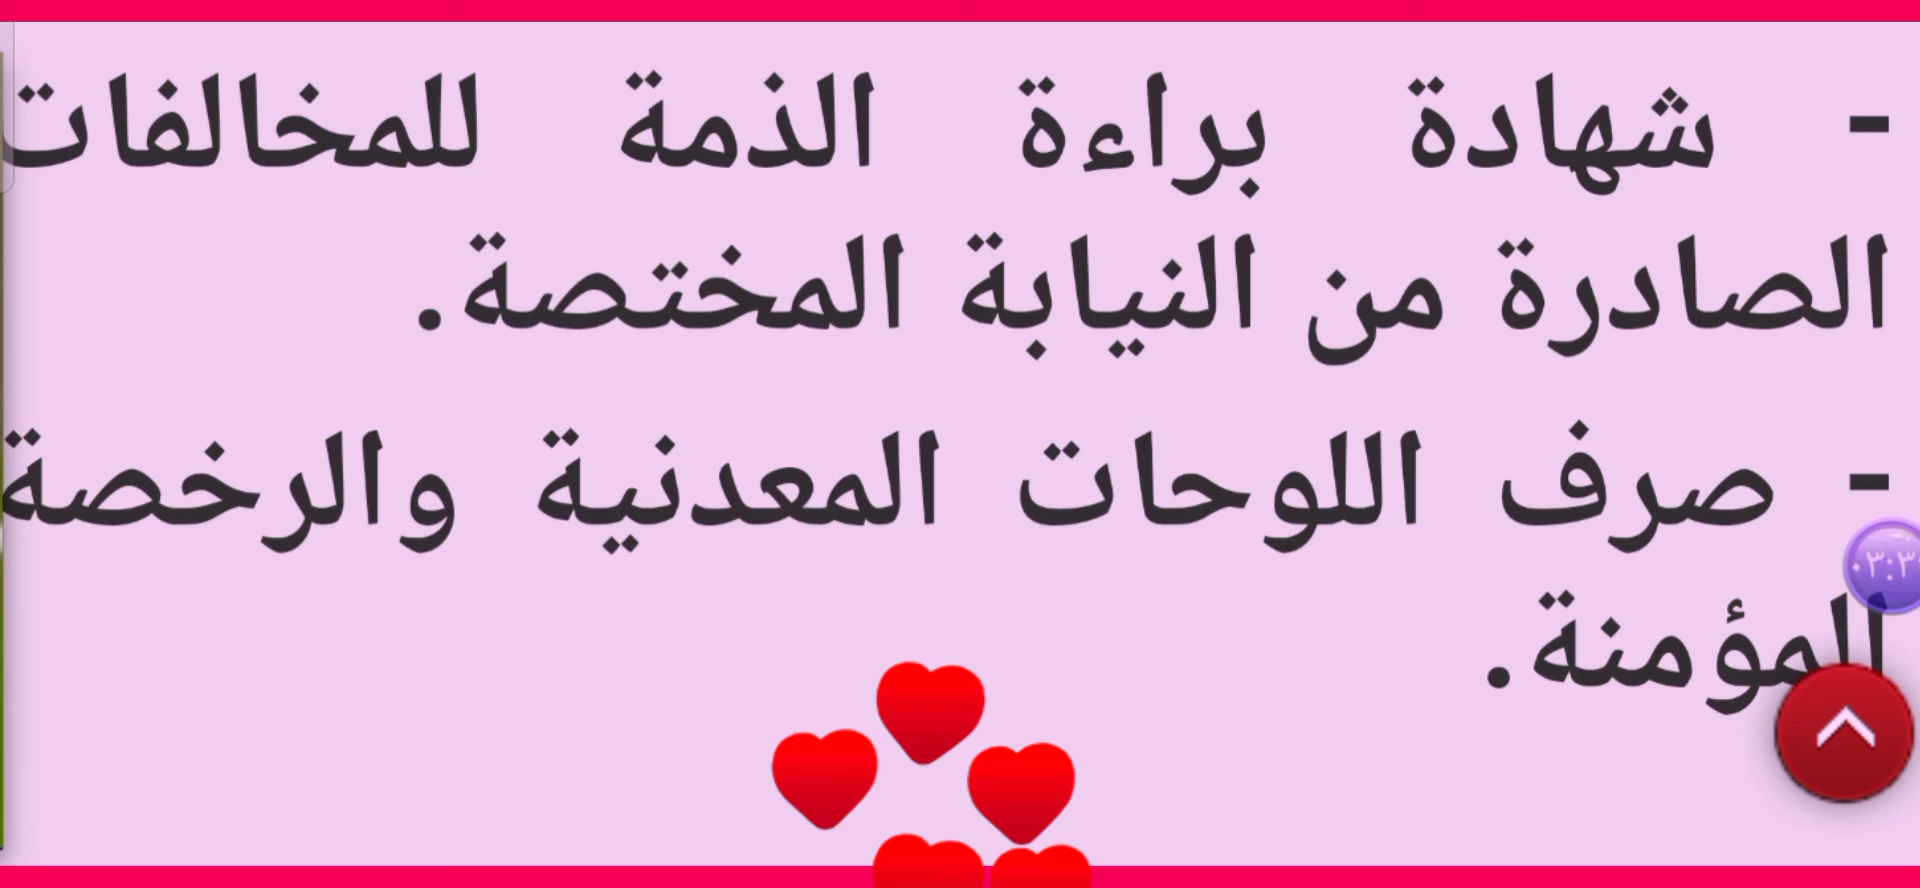 - شهادة براءة الذمة للمخالفات
الصادرة من النيابة المختصة.
- صرف اللوحات المعدنية والرخصة
المؤمنة.